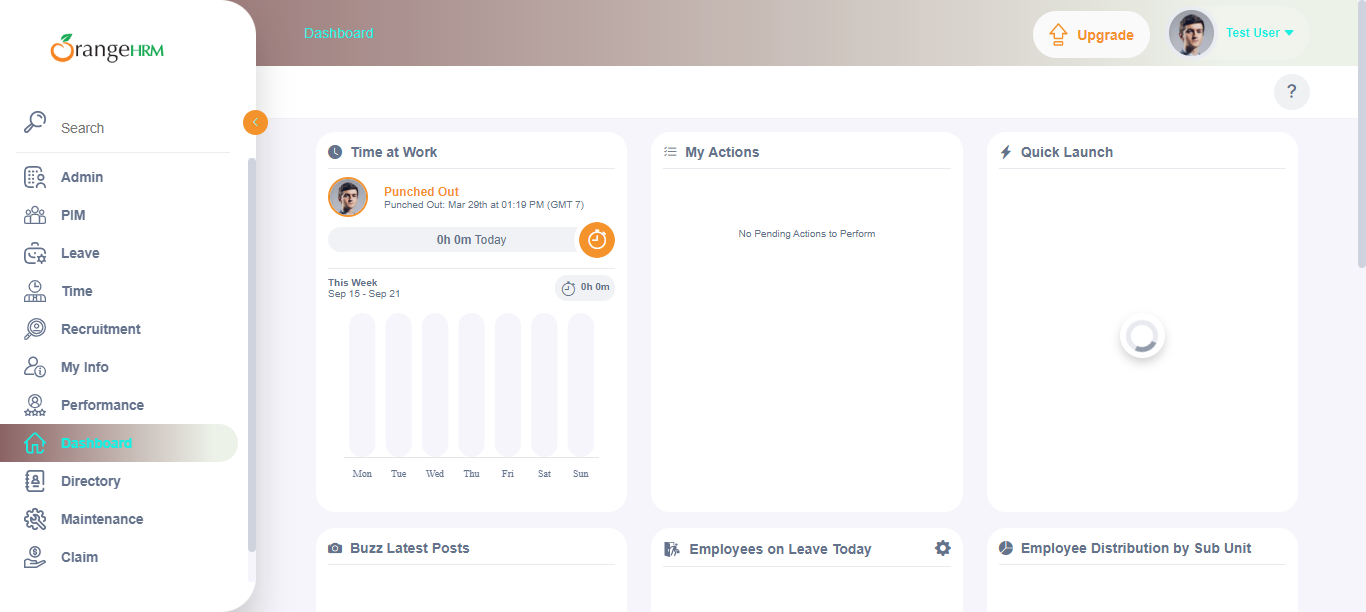 OrangeHRM
Search
Admin
PIM
Leave
Time
Recruitment
My Info
Performance
Dashboard
Directory
Maintenance
Claim
Dashboard
Upgrade
Test User
?
Time at Work
Punched Out
Punched Out: Mar 29th at 01:19 PM (GMT 7)
0h 0m Today
This Week
Sep 15 - Sep 21
0h 0m
Mon Tue Wed Thu Fri Sat Sun
My Actions
No Pending Actions to Perform
Quick Launch
Buzz Latest Posts
Employees on Leave Today
Employee Distribution by Sub Unit